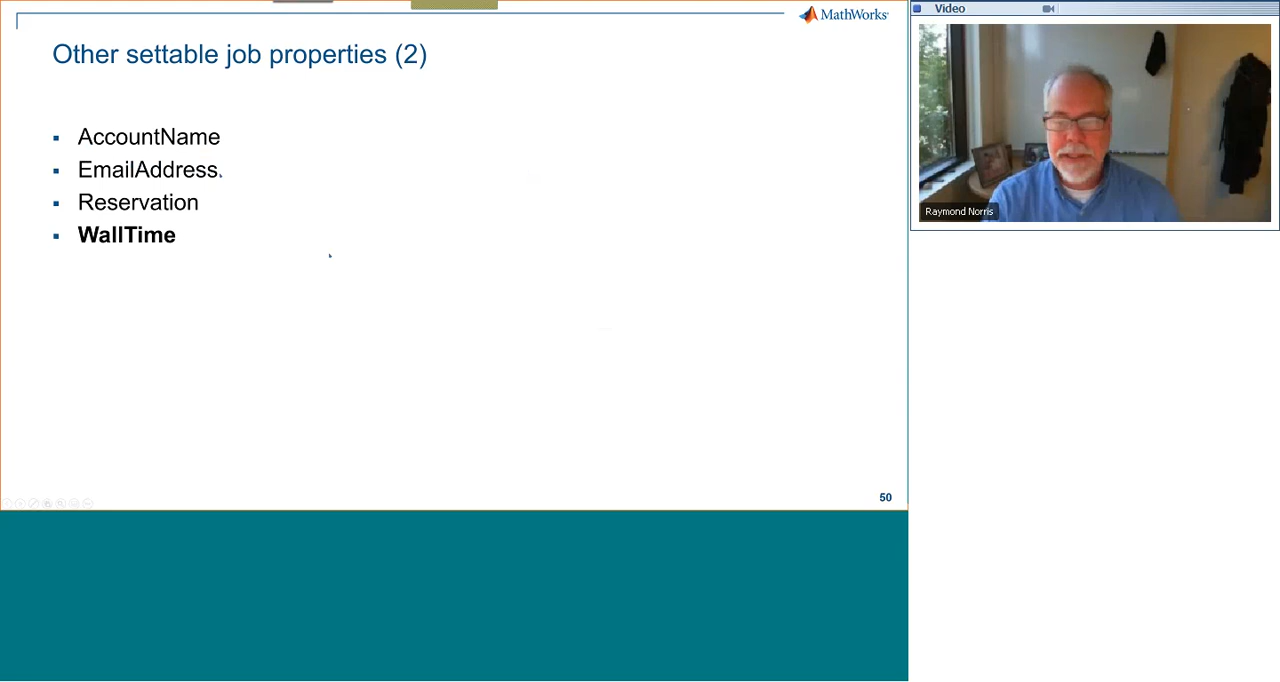 MathWorks
Video
Other settable job properties (2)
▪ AccountName
▪ EmailAddress.
▪ Reservation
▪ WallTime
Raymond Norris
50